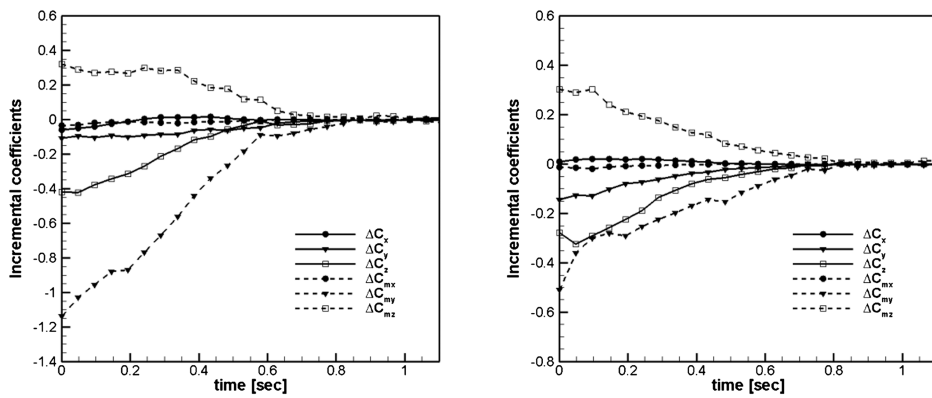 Incremental coefficients
0.6
0.4
0.2
0
-0.2
-0.4
-0.6
-0.8
-1
-1.2
-1.4
ΔCx
ΔCy
ΔCz
ΔCmx
ΔCmy
ΔCmz
0 0.2 0.4 0.6 0.8 1
time [sec]
Incremental coefficients
0.6
0.4
0.2
0
-0.2
-0.4
-0.6
-0.8
ΔCx
ΔCy
ΔCz
ΔCmx
ΔCmy
ΔCmz
0 0.2 0.4 0.6 0.8 1
time [sec]